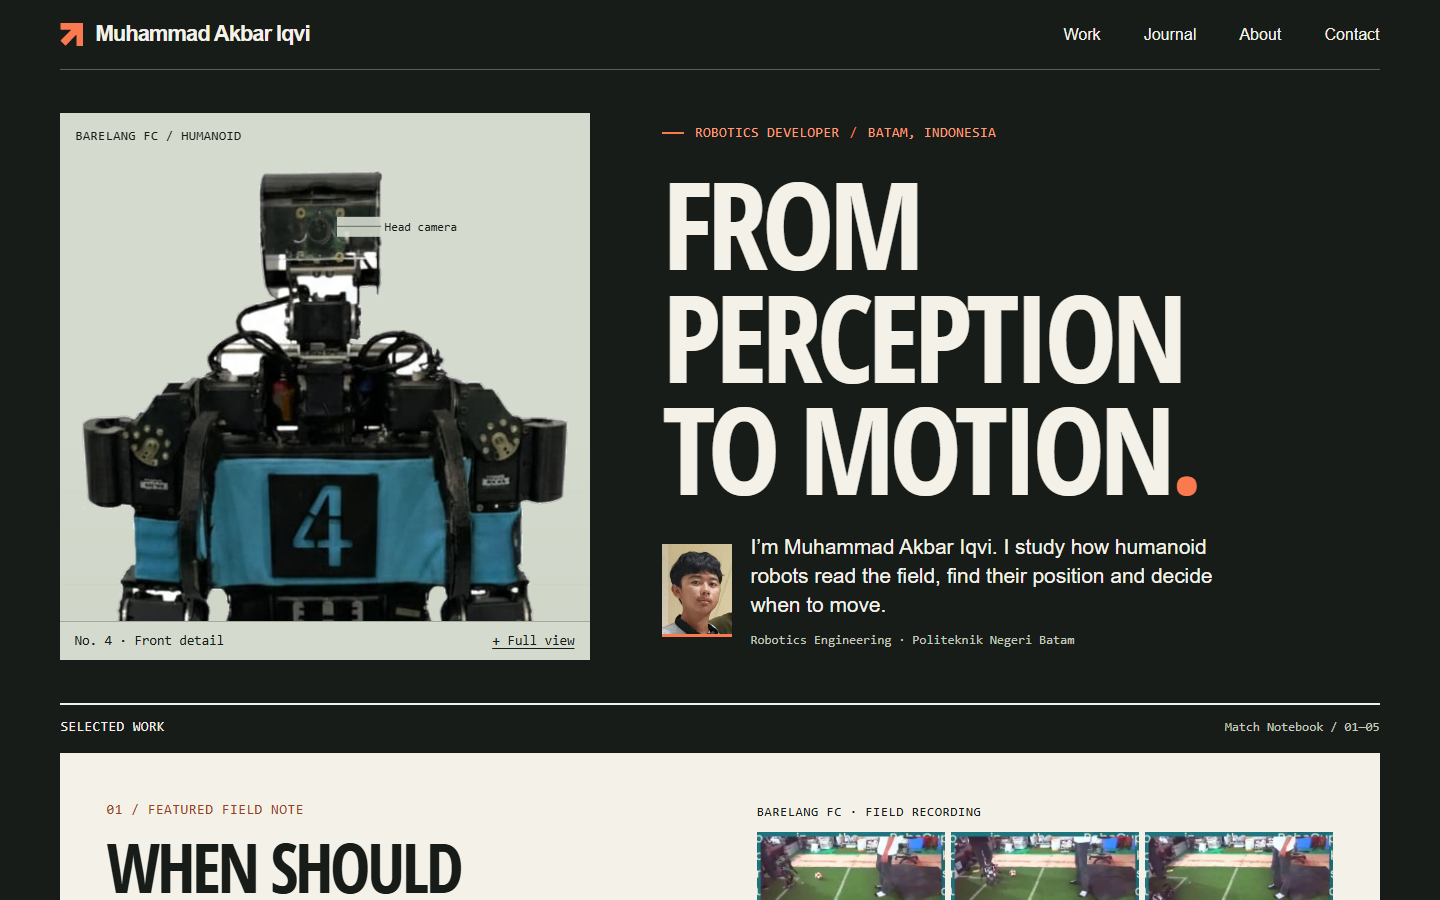 Muhammad Akbar Iqvi
Work
Journal
About
Contact
BARELANG FC / HUMANOID
Head camera
4
No. 4 · Front detail
+ Full view
ROBOTICS DEVELOPER / BATAM, INDONESIA
FROM
PERCEPTION
TO MOTION.
I’m Muhammad Akbar Iqvi. I study how humanoid
robots read the field, find their position and decide
when to move.
Robotics Engineering · Politeknik Negeri Batam
SELECTED WORK
Match Notebook / 01—05
01 / FEATURED FIELD NOTE
WHEN SHOULD
BARELANG FC · FIELD RECORDING